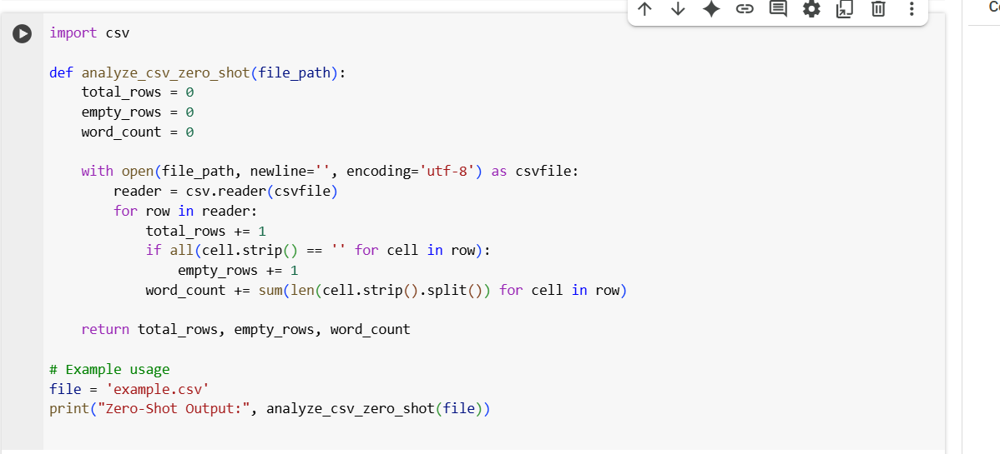 import csv

def analyze_csv_zero_shot(file_path):
    total_rows = 0
    empty_rows = 0
    word_count = 0

    with open(file_path, newline='', encoding='utf-8') as csvfile:
        reader = csv.reader(csvfile)
        for row in reader:
            total_rows += 1
            if all(cell.strip() == '' for cell in row):
                empty_rows += 1
            word_count += sum(len(cell.strip().split()) for cell in row)

    return total_rows, empty_rows, word_count

# Example usage
file = 'example.csv'
print("Zero-Shot Output:", analyze_csv_zero_shot(file))